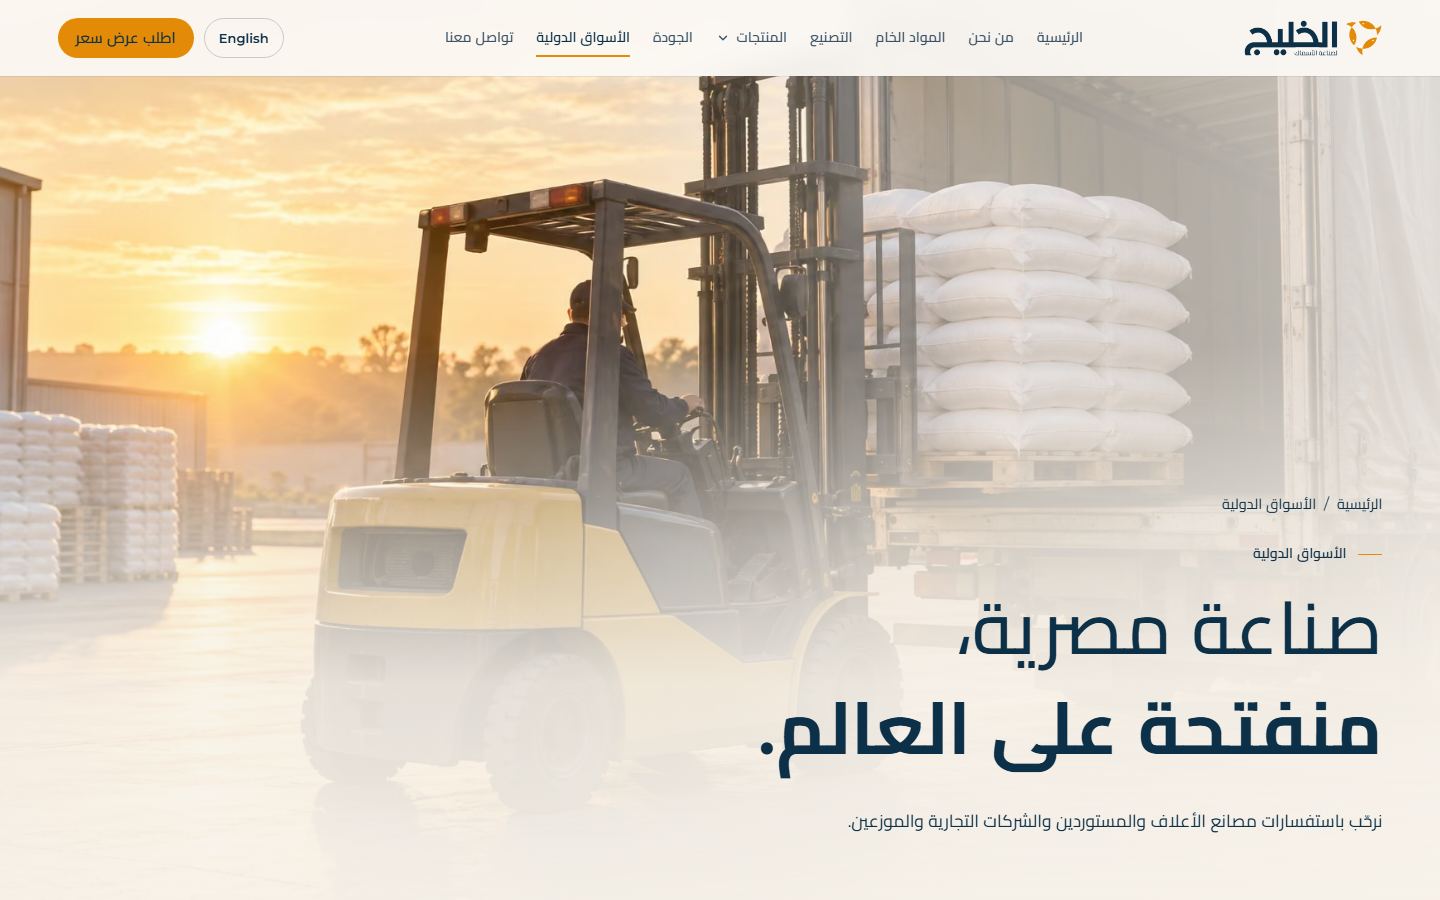 الخليج
لصناعة الأسماك
الرئيسية
من نحن
المواد الخام
التصنيع
المنتجات
الجودة
الأسواق الدولية
تواصل معنا
English
اطلب عرض سعر
الرئيسية / الأسواق الدولية
الأسواق الدولية
صناعة مصرية،
منفتحة على العالم.
نرحّب باستفسارات مصانع الأعلاف والمستوردين والشركات التجارية والموزعين.